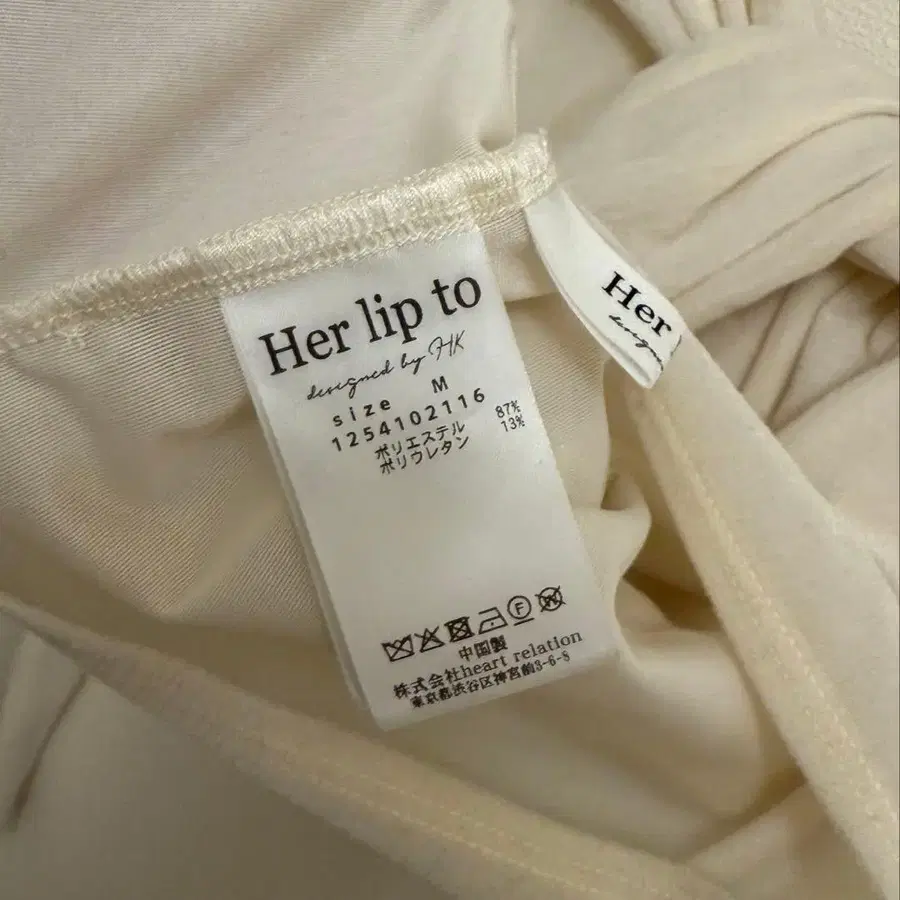 Her lip to
designed by HK
size M
1254102116
ポリエステル 87%
ポリウレタン 13%
中国製
株式会社heart relation
東京都渋谷区神宮前3-6-8
Her
designe